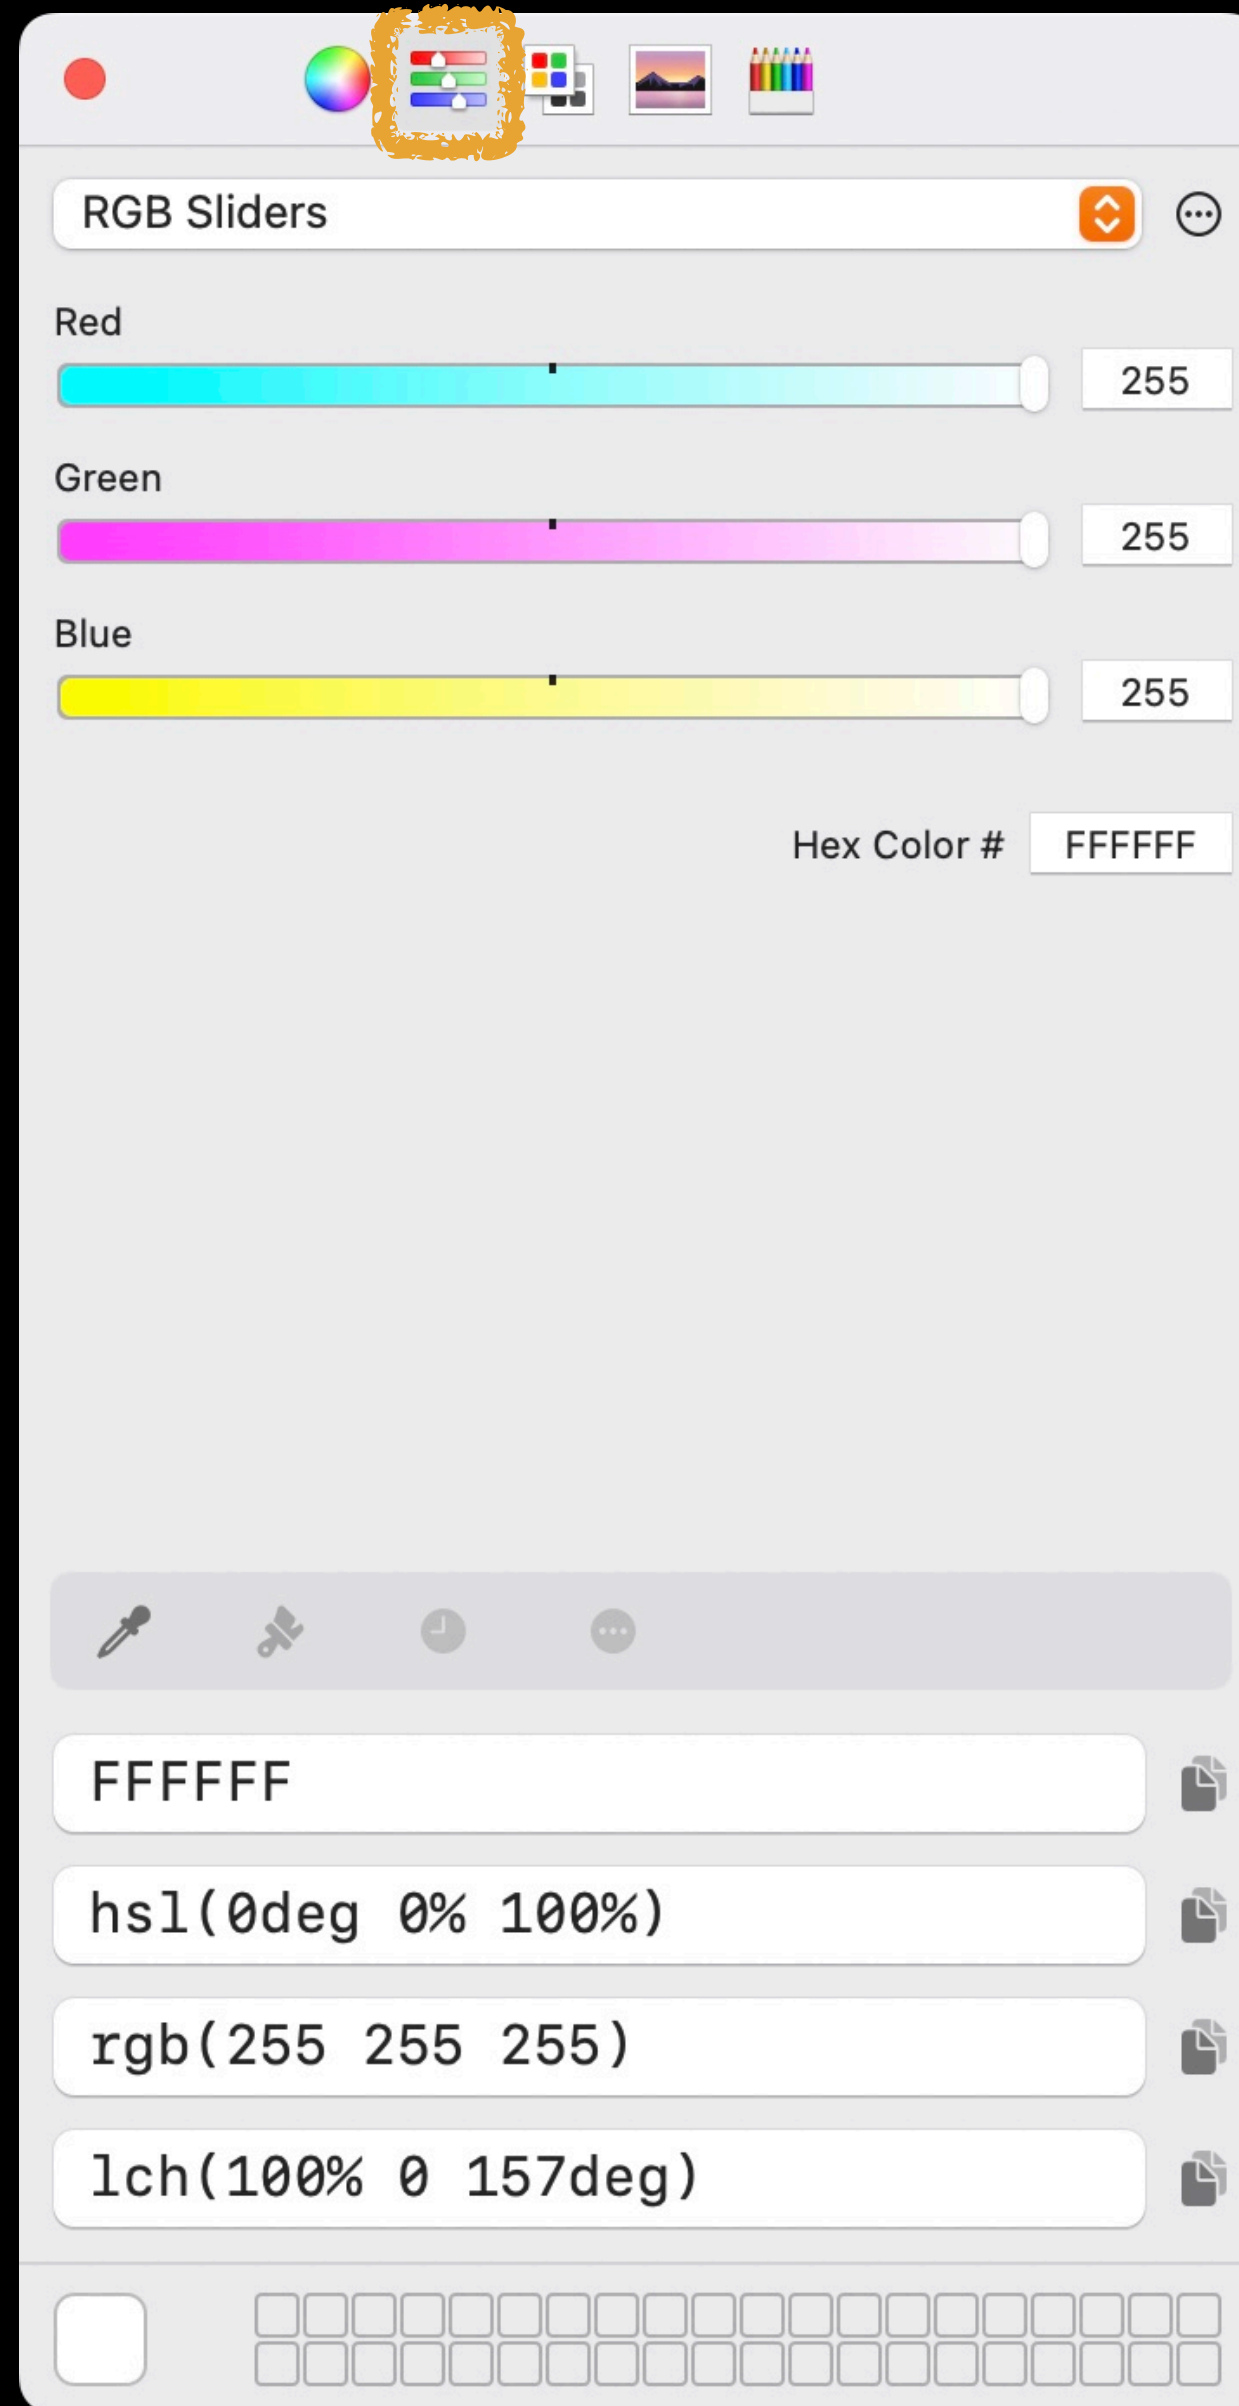 RGB Sliders
Red
255
Green
255
Blue
255
Hex Color # FFFFFF
FFFFFF
hsl(0deg 0% 100%)
rgb(255 255 255)
lch(100% 0 157deg)